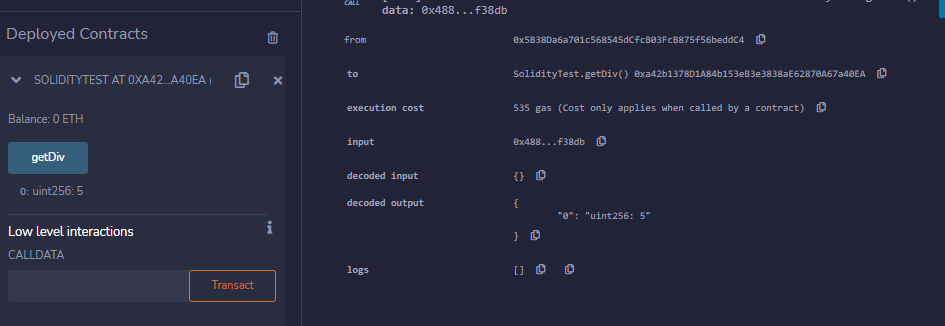 Deployed Contracts
SOLIDITYTEST AT 0XA42...A40EA (
Balance: 0 ETH
getDiv
0: uint256: 5
Low level interactions
i
CALLDATA
Transact
CALL
data: 0x488...f38db
from 0x5B38Da6a701c568545dCfcB03FcB875f56beddC4
to SolidityTest.getDiv() 0xa42b1378D1A84b153eB3e3838aE62870A67a40EA
execution cost 535 gas (Cost only applies when called by a contract)
input 0x488...f38db
decoded input {}
decoded output {
"0": "uint256: 5"
}
logs []